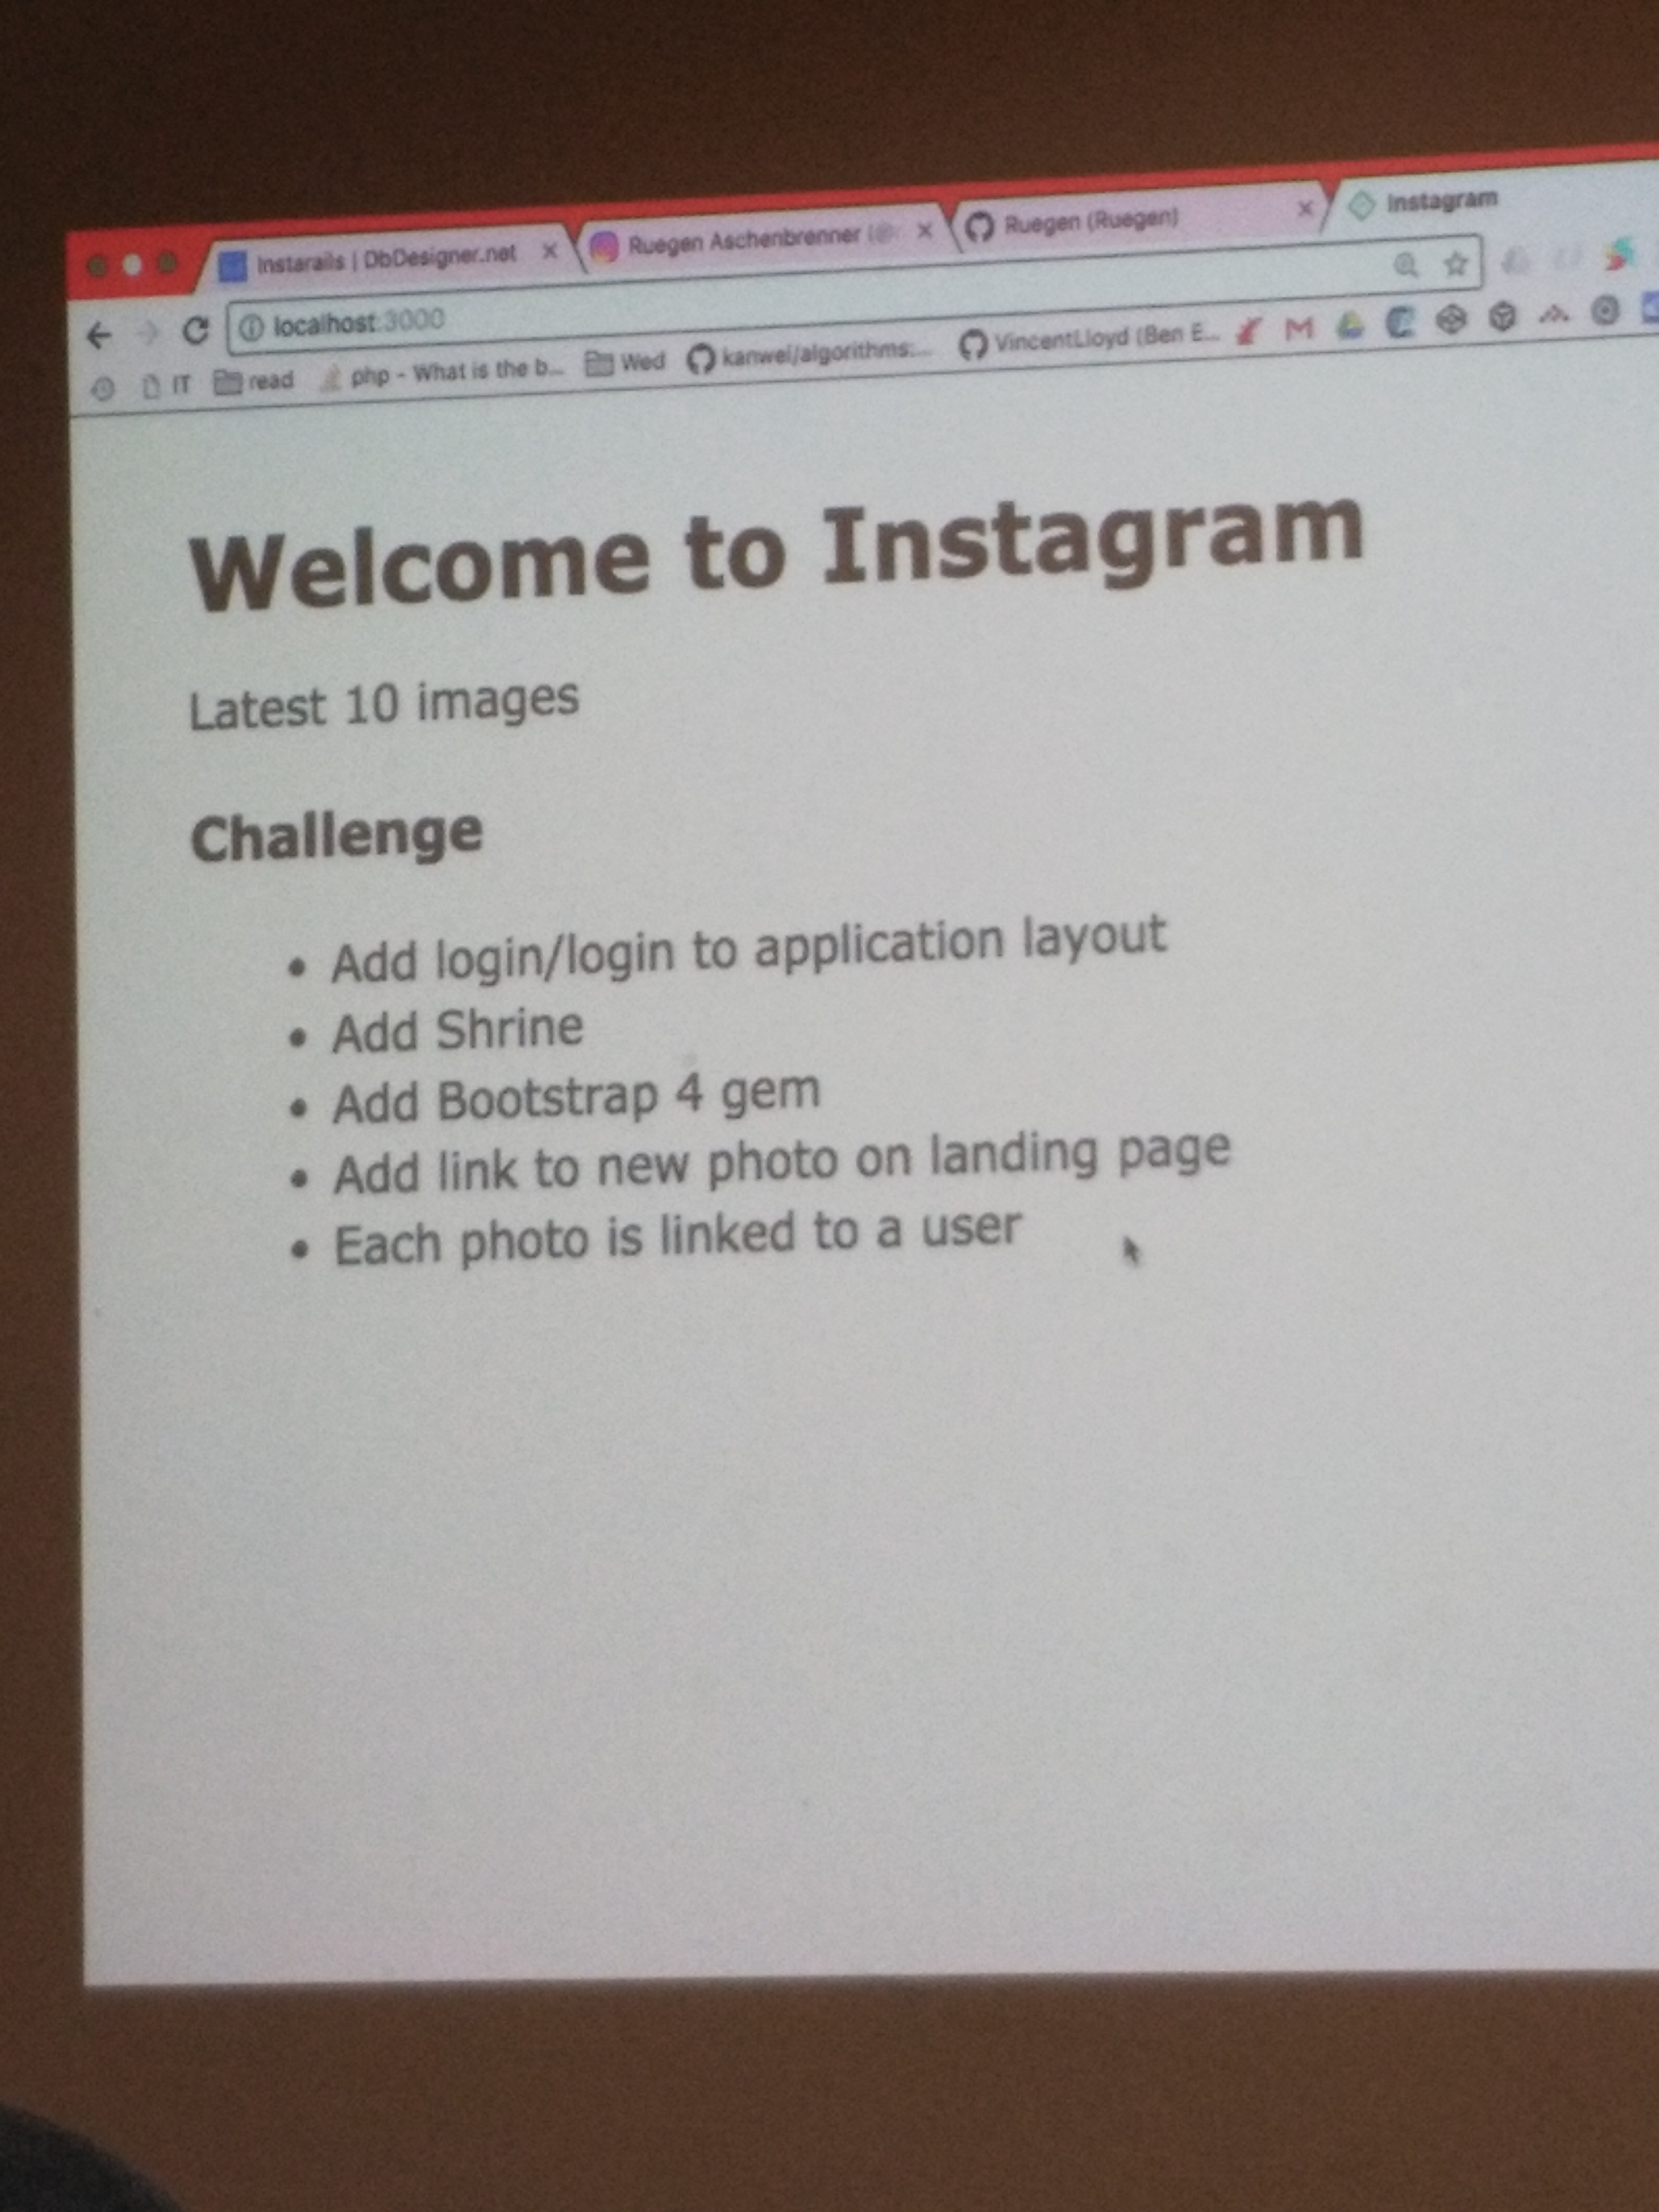 Instarails | DbDesigner.net
Ruegen Aschenbrenner (@
Ruegen (Ruegen)
Instagram
localhost:3000
IT
read
php - What is the b...
Wed
kanwei/algorithms:...
VincentLloyd (Ben E...
Welcome to Instagram
Latest 10 images
Challenge
• Add login/login to application layout
• Add Shrine
• Add Bootstrap 4 gem
• Add link to new photo on landing page
• Each photo is linked to a user